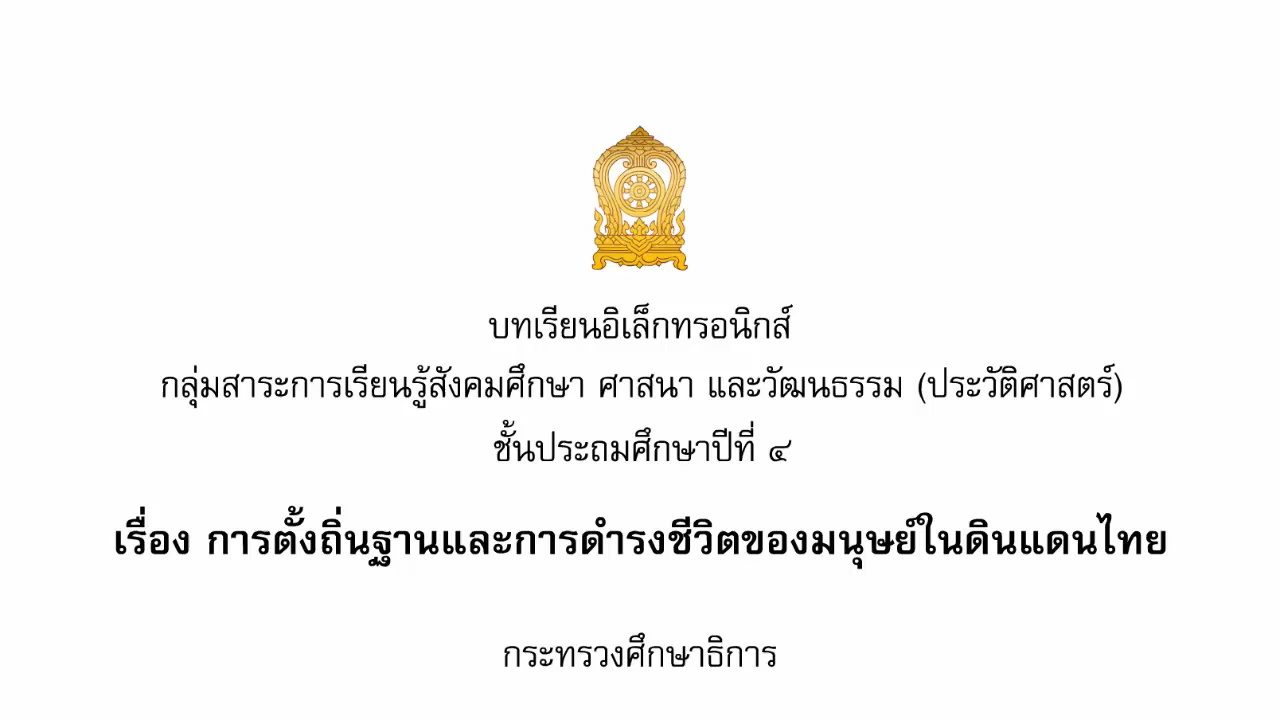 บทเรียนอิเล็กทรอนิกส์
กลุ่มสาระการเรียนรู้สังคมศึกษา ศาสนา และวัฒนธรรม (ประวัติศาสตร์)
ชั้นประถมศึกษาปีที่ ๔
เรื่อง การตั้งถิ่นฐานและการดำรงชีวิตของมนุษย์ในดินแดนไทย
กระทรวงศึกษาธิการ